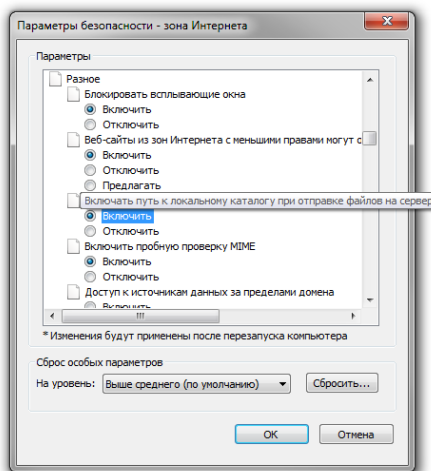 Параметры безопасности - зона Интернета
Параметры
Разное
Блокировать всплывающие окна
Включить
Отключить
Веб-сайты из зон Интернета с меньшими правами могут
Включить
Отключить
Предлагать
Включать путь к локальному каталогу при отправке файлов на сервер
Включить
Отключить
Включить пробную проверку MIME
Включить
Отключить
Доступ к источникам данных за пределами домена
Включить
* Изменения будут применены после перезапуска компьютера
Сброс особых параметров
На уровень: Выше среднего (по умолчанию) Сбросить...
ОК Отмена